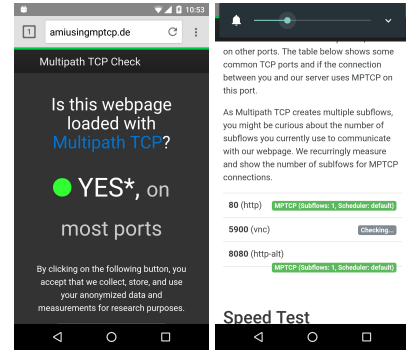 10:53
1
amiusingmptcp.de
Multipath TCP Check
Is this webpage
loaded with
Multipath TCP?
YES*, on
most ports
By clicking on the following button, you
accept that we collect, store, and use
your anonymized data and
measurements for research purposes.
on other ports. The table below shows some
common TCP ports and if the connection
between you and our server uses MPTCP on
this port.
As Multipath TCP creates multiple subflows,
you might be curious about the number of
subflows you currently use to communicate
with our webpage. We recurringly measure
and show the number of sublfows for MPTCP
connections.
80 (http) MPTCP (Subflows: 1, Scheduler: default)
5900 (vnc) Checking...
8080 (http-alt)
MPTCP (Subflows: 1, Scheduler: default)
Speed Test